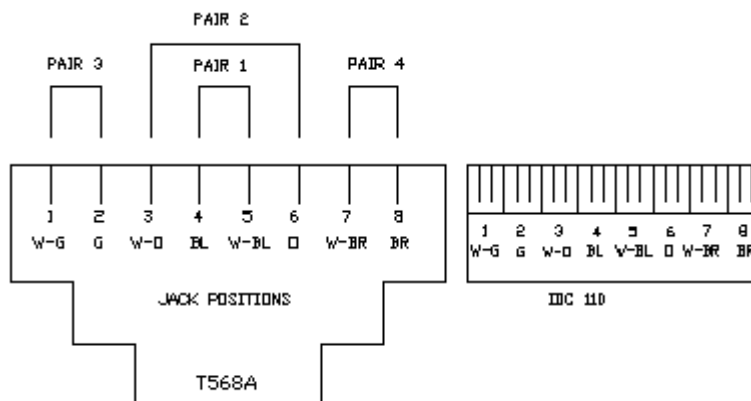 PAIR 2
PAIR 3 PAIR 1 PAIR 4
1 2 3 4 5 6 7 8
W-G G W-O BL W-BL O W-BR BR
1 2 3 4 5 6 7 8
W-G G W-O BL W-BL O W-BR BR
JACK POSITIONS
IDC 110
T568A